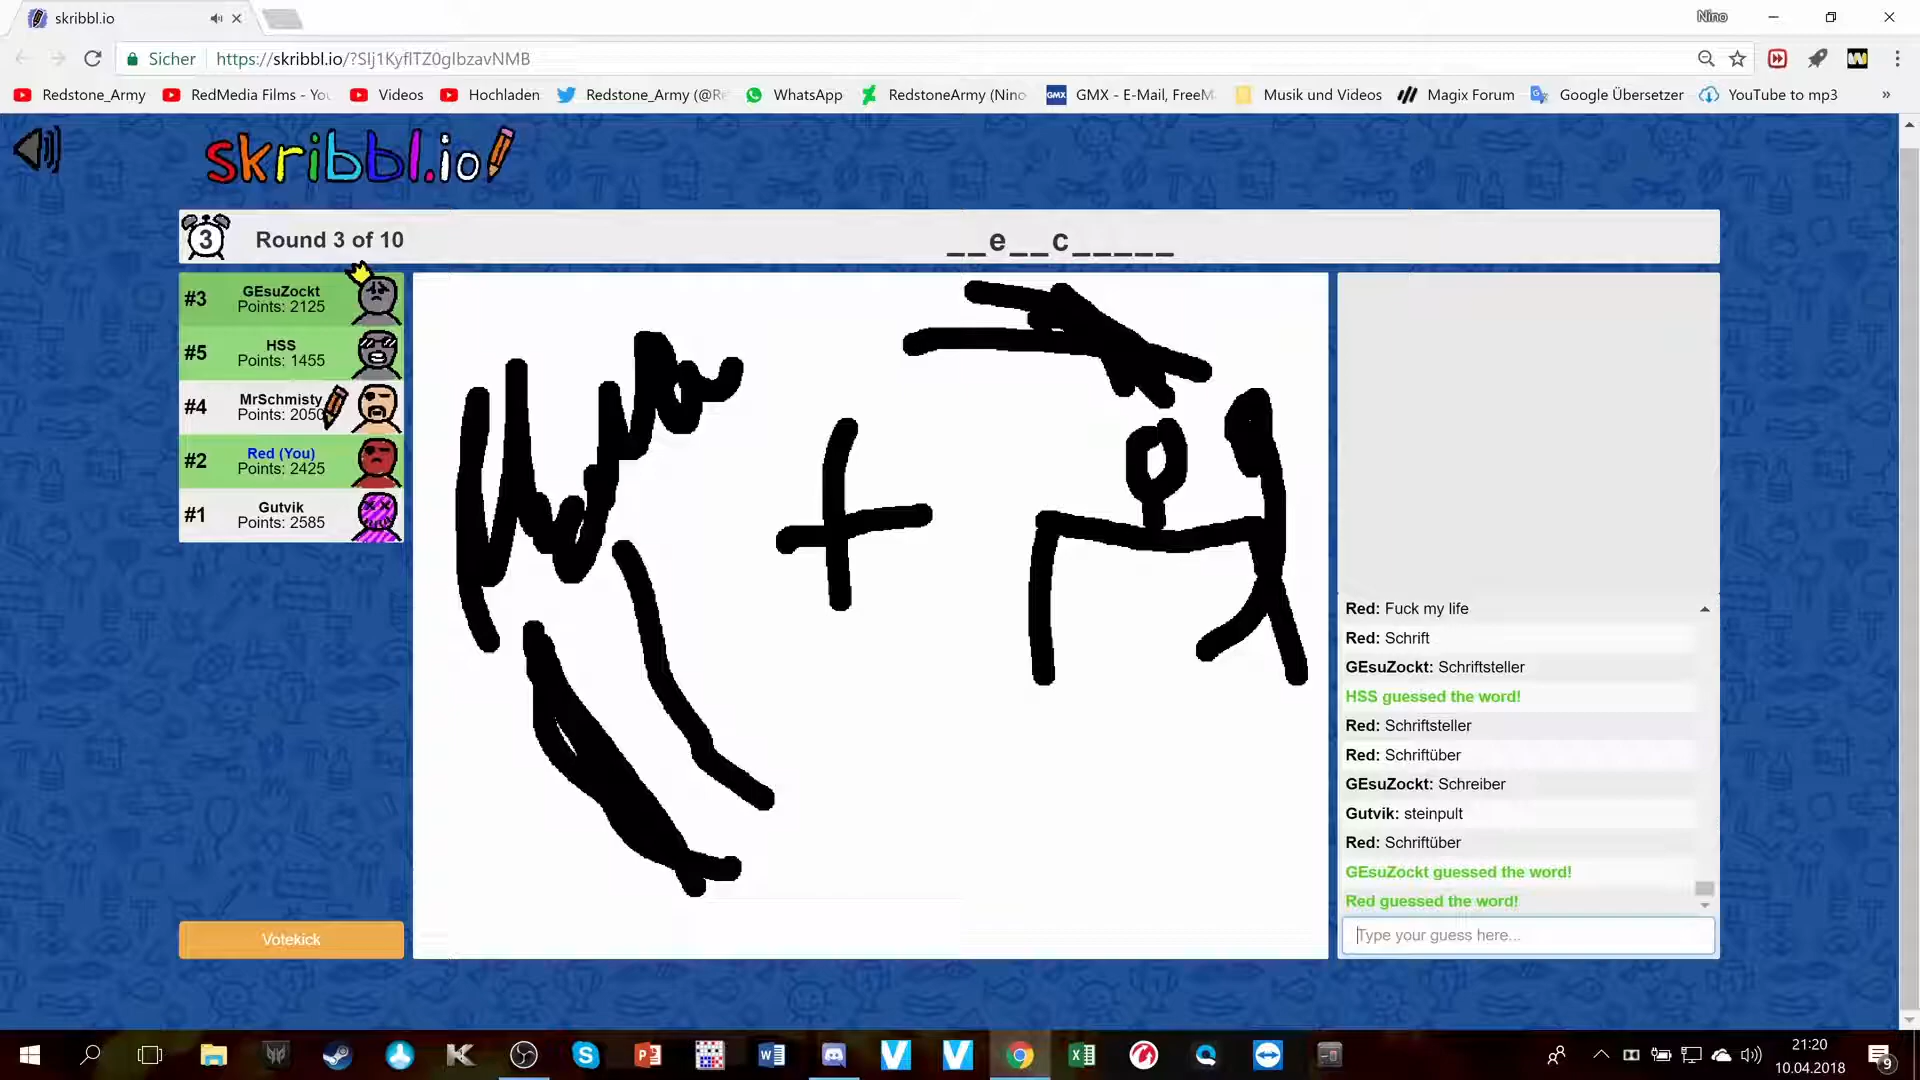 skribbl.io
Nino
Sicher
https://skribbl.io/?SIj1KyflTZ0gIbzavNMB
Redstone_Army
RedMedia Films - You
Videos
Hochladen
Redstone_Army (@Re
WhatsApp
RedstoneArmy (Nino
GMX
GMX - E-Mail, FreeM
Musik und Videos
Magix Forum
Google Übersetzer
YouTube to mp3
skribbl.io
3
Round 3 of 10
__e__c_____
#3 GEsuZockt
Points: 2125
#5 HSS
Points: 1455
#4 MrSchmisty
Points: 2050
#2 Red (You)
Points: 2425
#1 Gutvik
Points: 2585
Votekick
Red: Fuck my life
Red: Schrift
GEsuZockt: Schriftsteller
HSS guessed the word!
Red: Schriftsteller
Red: Schriftüber
GEsuZockt: Schreiber
Gutvik: steinpult
Red: Schriftüber
GEsuZockt guessed the word!
Red guessed the word!
Type your guess here...
21:20
10.04.2018
9